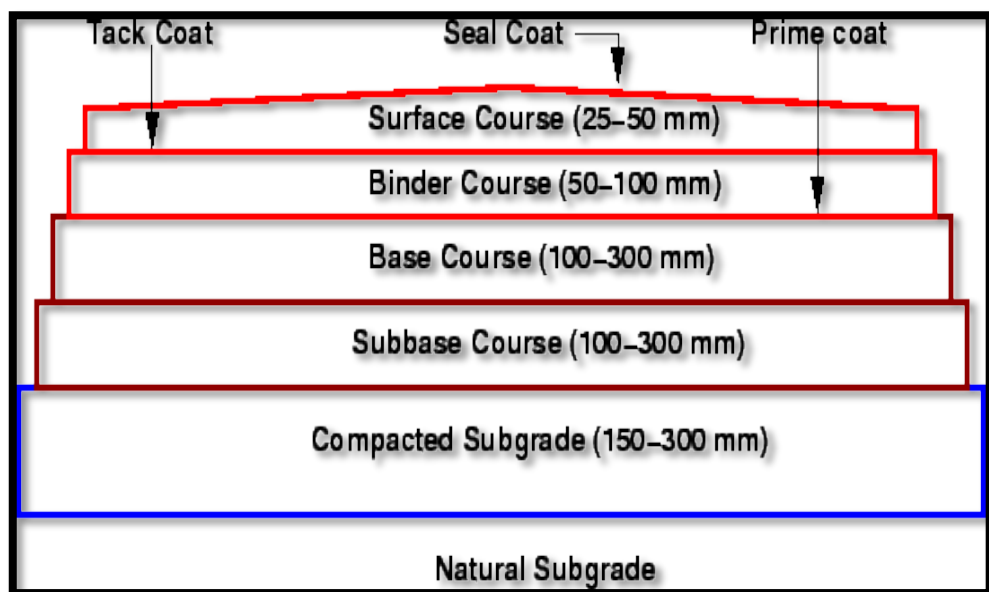 Tack Coat
Seal Coat
Prime coat
Surface Course (25–50 mm)
Binder Course (50–100 mm)
Base Course (100–300 mm)
Subbase Course (100–300 mm)
Compacted Subgrade (150–300 mm)
Natural Subgrade